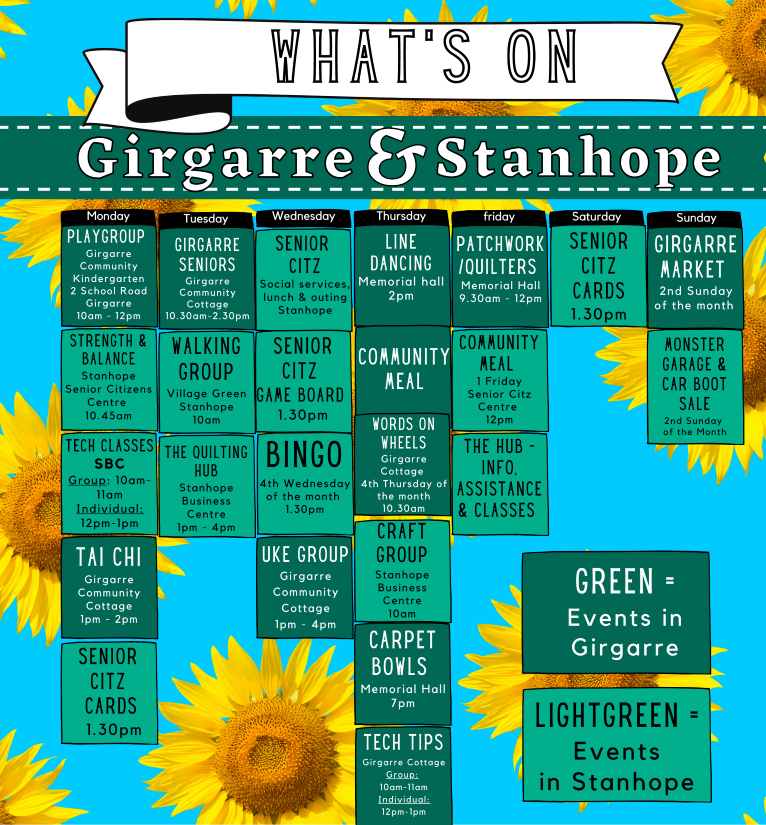 WHAT'S ON
Girgarre & Stanhope
Monday
PLAYGROUP
Girgarre
Community
Kindergarten
2 School Road
Girgarre
10am - 12pm
STRENGTH &
BALANCE
Stanhope
Senior Citizens
Centre
10.45am
TECH CLASSES
SBC
Group: 10am-
11am
Individual:
12pm-1pm
TAI CHI
Girgarre
Community
Cottage
1pm - 2pm
SENIOR
CITZ
CARDS
1.30pm
Tuesday
GIRGARRE
SENIORS
Girgarre
Community
Cottage
10.30am-2.30pm
WALKING
GROUP
Village Green
Stanhope
10am
THE QUILTING
HUB
Stanhope
Business
Centre
1pm - 4pm
Wednesday
SENIOR
CITZ
Social services,
lunch & outing
Stanhope
SENIOR
CITZ
GAME BOARD
1.30pm
BINGO
4th Wednesday
of the month
1.30pm
UKE GROUP
Girgarre
Community
Cottage
1pm - 4pm
Thursday
LINE
DANCING
Memorial hall
2pm
COMMUNITY
MEAL
WORDS ON
WHEELS
Girgarre
Cottage
4th Thursday of
the month
10.30am
CRAFT
GROUP
Stanhope
Business
Centre
10am
CARPET
BOWLS
Memorial Hall
7pm
TECH TIPS
Girgarre Cottage
Group:
10am-11am
Individual:
12pm-1pm
friday
PATCHWORK
/QUILTERS
Memorial Hall
9.30am - 12pm
COMMUNITY
MEAL
1 Friday
Senior Citz
Centre
12pm
THE HUB -
INFO,
ASSISTANCE
& CLASSES
Saturday
SENIOR
CITZ
CARDS
1.30pm
Sunday
GIRGARRE
MARKET
2nd Sunday
of the month
MONSTER
GARAGE &
CAR BOOT
SALE
2nd Sunday
of the Month
GREEN =
Events in
Girgarre
LIGHTGREEN =
Events
in Stanhope